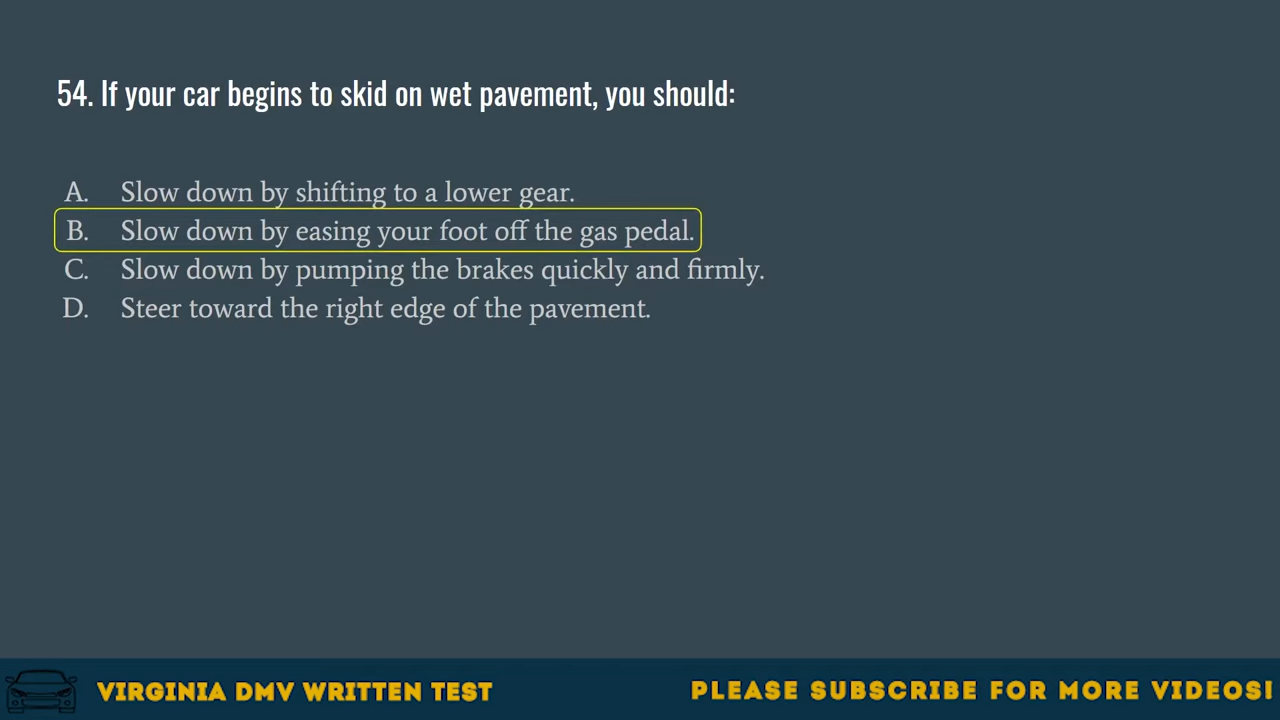 54. If your car begins to skid on wet pavement, you should:
A. Slow down by shifting to a lower gear.
B. Slow down by easing your foot off the gas pedal.
C. Slow down by pumping the brakes quickly and firmly.
D. Steer toward the right edge of the pavement.
VIRGINIA DMV WRITTEN TEST
PLEASE SUBSCRIBE FOR MORE VIDEOS!